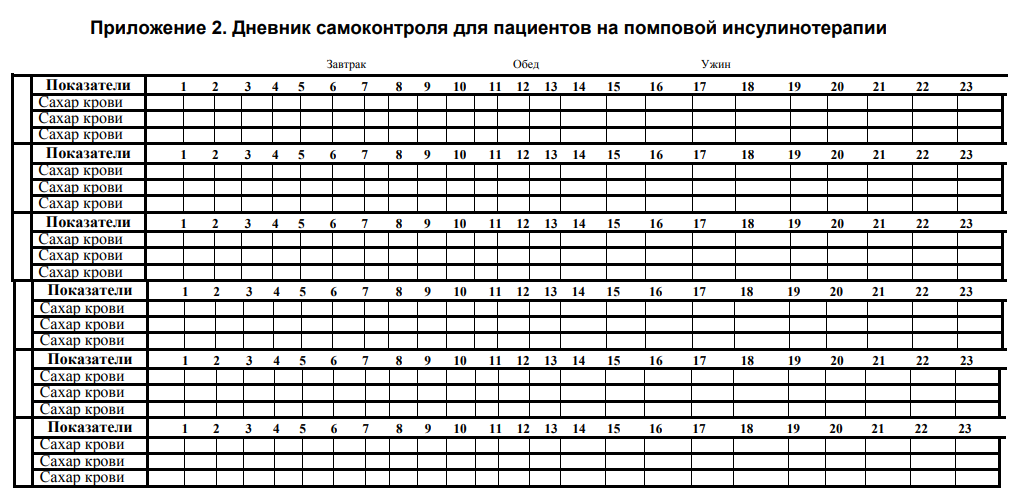 Приложение 2. Дневник самоконтроля для пациентов на помповой инсулинотерапии
Завтрак Обед Ужин
Показатели 1 2 3 4 5 6 7 8 9 10 11 12 13 14 15 16 17 18 19 20 21 22 23
Сахар крови
Сахар крови
Сахар крови
Показатели 1 2 3 4 5 6 7 8 9 10 11 12 13 14 15 16 17 18 19 20 21 22 23
Сахар крови
Сахар крови
Сахар крови
Показатели 1 2 3 4 5 6 7 8 9 10 11 12 13 14 15 16 17 18 19 20 21 22 23
Сахар крови
Сахар крови
Сахар крови
Показатели 1 2 3 4 5 6 7 8 9 10 11 12 13 14 15 16 17 18 19 20 21 22 23
Сахар крови
Сахар крови
Сахар крови
Показатели 1 2 3 4 5 6 7 8 9 10 11 12 13 14 15 16 17 18 19 20 21 22 23
Сахар крови
Сахар крови
Сахар крови
Показатели 1 2 3 4 5 6 7 8 9 10 11 12 13 14 15 16 17 18 19 20 21 22 23
Сахар крови
Сахар крови
Сахар крови